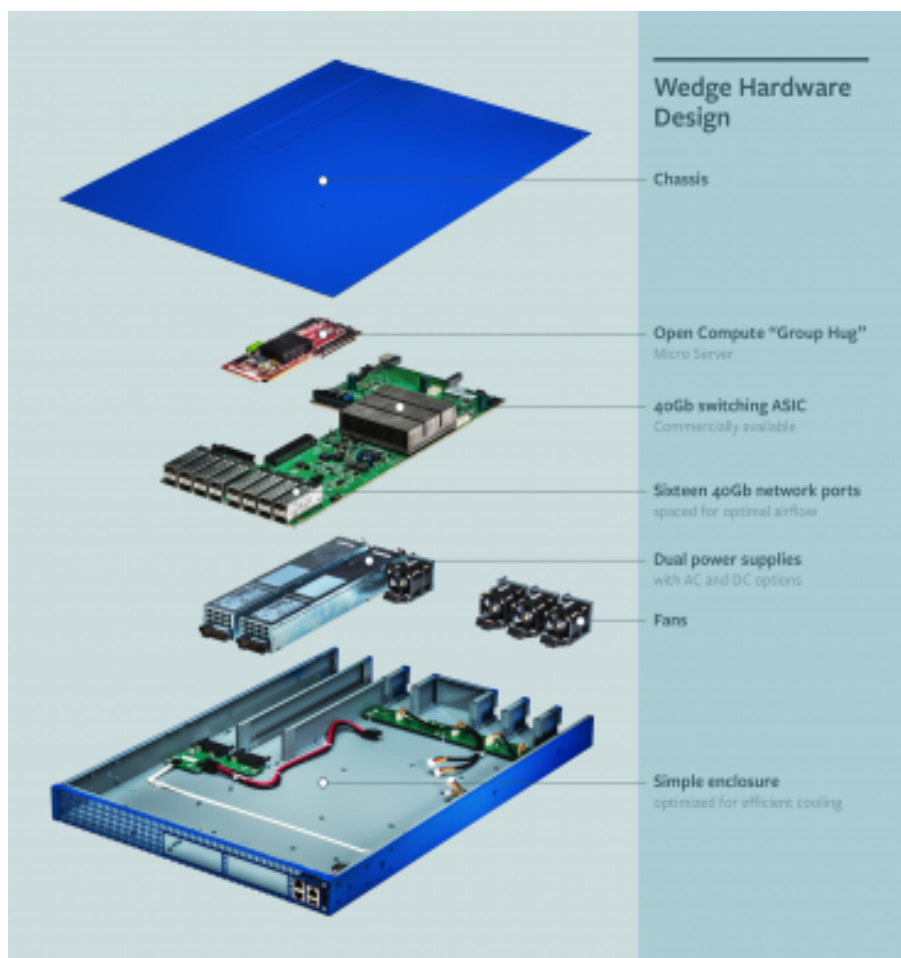 Wedge Hardware
Design
Chassis
Open Compute “Group Hug”
Micro Server
40Gb switching ASIC
Commercially available
Sixteen 40Gb network ports
spaced for optimal airflow
Dual power supplies
with AC and DC options
Fans
Simple enclosure
optimized for efficient cooling